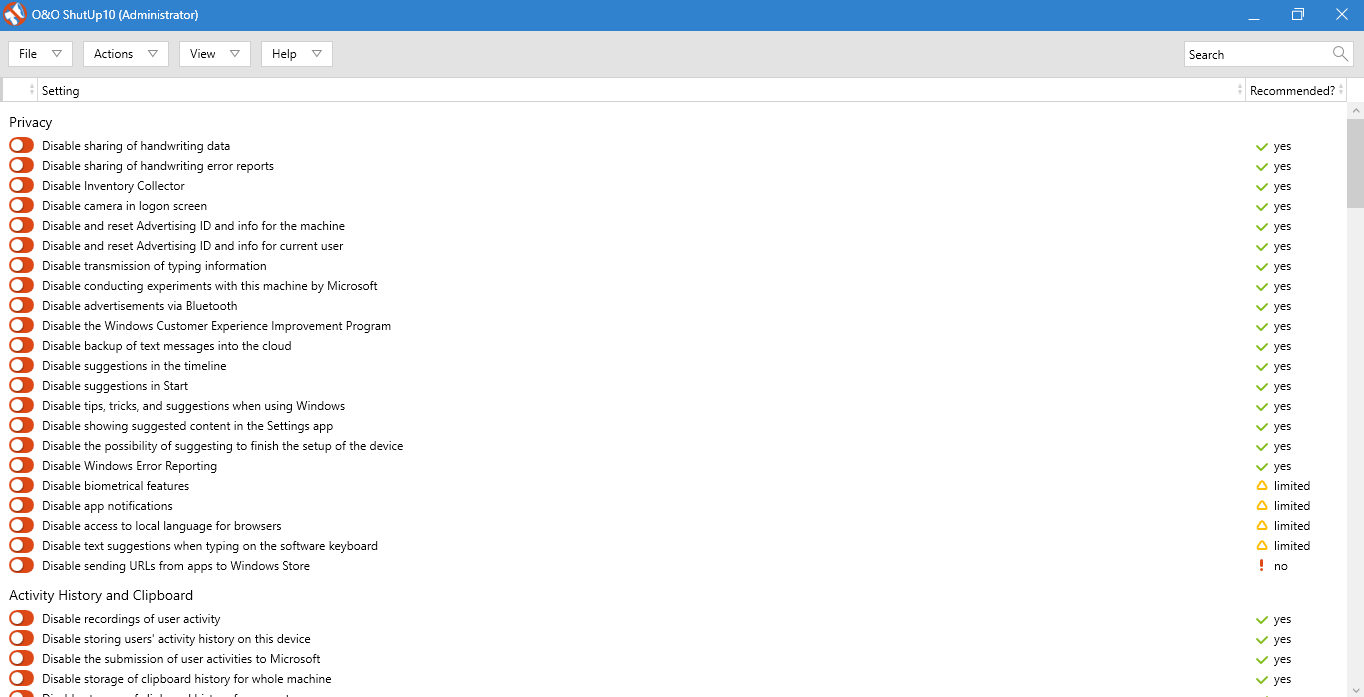 O&O ShutUp10 (Administrator)
File Actions View Help Search
Setting Recommended?
Privacy
Disable sharing of handwriting data yes
Disable sharing of handwriting error reports yes
Disable Inventory Collector yes
Disable camera in logon screen yes
Disable and reset Advertising ID and info for the machine yes
Disable and reset Advertising ID and info for current user yes
Disable transmission of typing information yes
Disable conducting experiments with this machine by Microsoft yes
Disable advertisements via Bluetooth yes
Disable the Windows Customer Experience Improvement Program yes
Disable backup of text messages into the cloud yes
Disable suggestions in the timeline yes
Disable suggestions in Start yes
Disable tips, tricks, and suggestions when using Windows yes
Disable showing suggested content in the Settings app yes
Disable the possibility of suggesting to finish the setup of the device yes
Disable Windows Error Reporting yes
Disable biometrical features limited
Disable app notifications limited
Disable access to local language for browsers limited
Disable text suggestions when typing on the software keyboard limited
Disable sending URLs from apps to Windows Store no
Activity History and Clipboard
Disable recordings of user activity yes
Disable storing users' activity history on this device yes
Disable the submission of user activities to Microsoft yes
Disable storage of clipboard history for whole machine yes